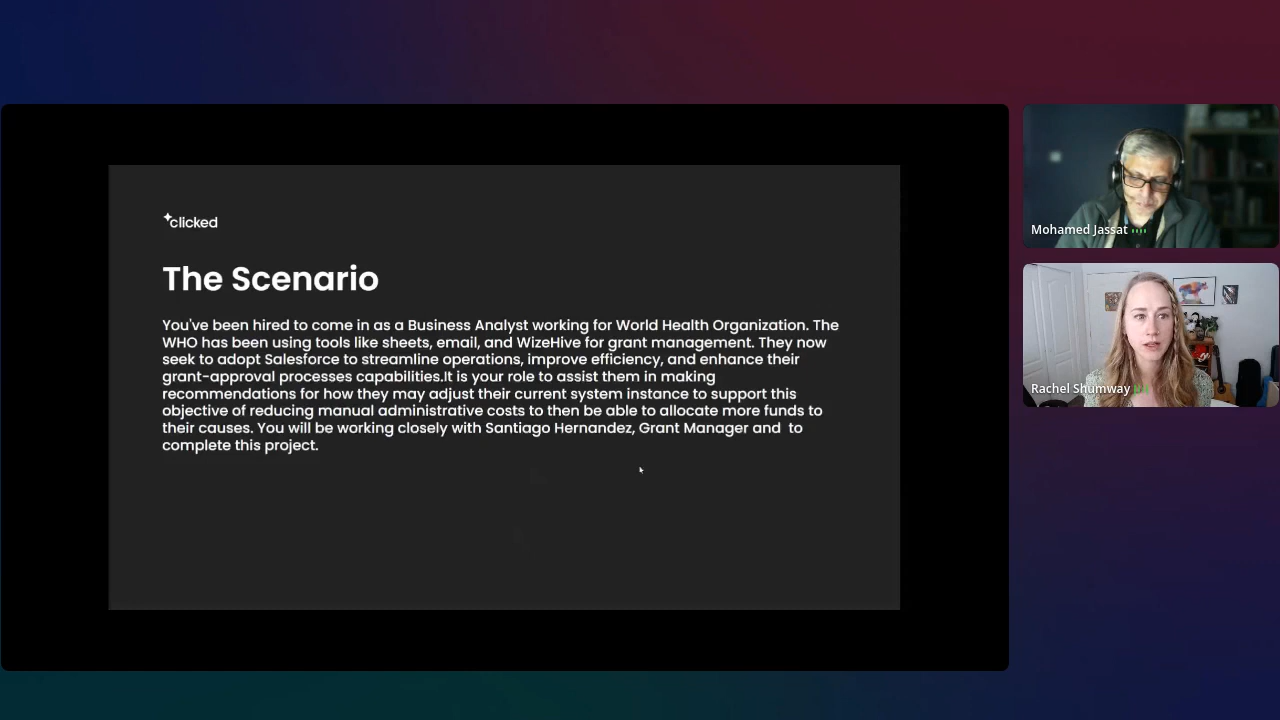 clicked
The Scenario
You've been hired to come in as a Business Analyst working for World Health Organization. The
WHO has been using tools like sheets, email, and WizeHive for grant management. They now
seek to adopt Salesforce to streamline operations, improve efficiency, and enhance their
grant-approval processes capabilities.It is your role to assist them in making
recommendations for how they may adjust their current system instance to support this
objective of reducing manual administrative costs to then be able to allocate more funds to
their causes. You will be working closely with Santiago Hernandez, Grant Manager and  to
complete this project.
Mohamed Jassat
Rachel Shumway